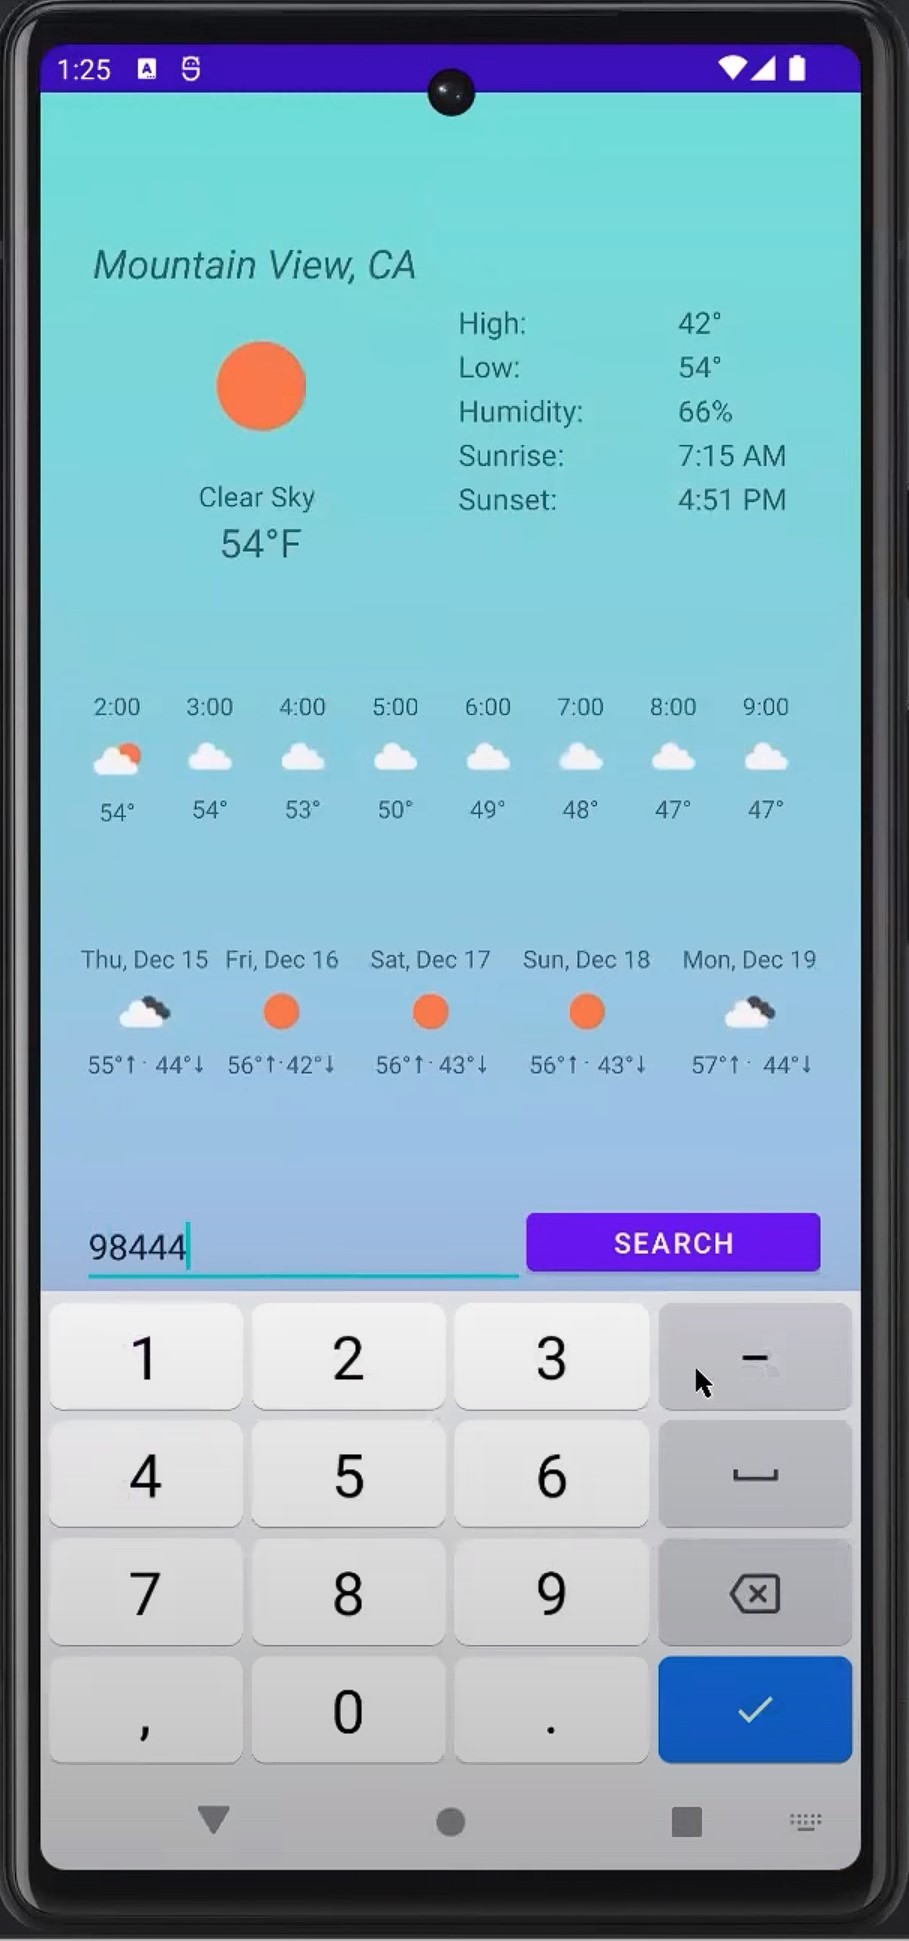 1:25
Mountain View, CA
High: 42°
Low: 54°
Humidity: 66%
Sunrise: 7:15 AM
Sunset: 4:51 PM
Clear Sky
54°F
2:00 3:00 4:00 5:00 6:00 7:00 8:00 9:00
54° 54° 53° 50° 49° 48° 47° 47°
Thu, Dec 15 Fri, Dec 16 Sat, Dec 17 Sun, Dec 18 Mon, Dec 19
55°↑· 44°↓ 56°↑·42°↓ 56°↑· 43°↓ 56°↑· 43°↓ 57°↑· 44°↓
98444 SEARCH
1 2 3 –
4 5 6
7 8 9
, 0 .